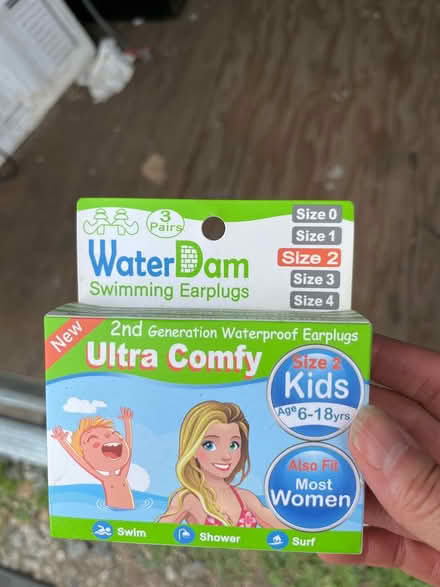 3
Pairs
WaterDam
Swimming Earplugs
Size 0
Size 1
Size 2
Size 3
Size 4
New
2nd Generation Waterproof Earplugs
Ultra Comfy
Size 2
Kids
Age 6-18yrs
Also Fit
Most
Women
Swim
Shower
Surf